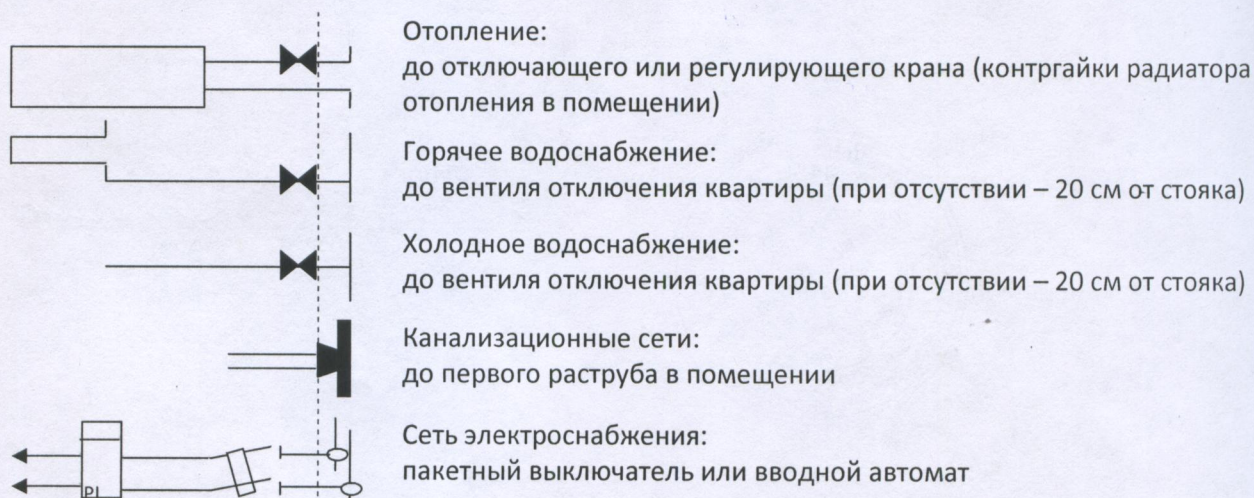 Отопление:
до отключающего или регулирующего крана (контргайки радиатора
отопления в помещении)
Горячее водоснабжение:
до вентиля отключения квартиры (при отсутствии – 20 см от стояка)
Холодное водоснабжение:
до вентиля отключения квартиры (при отсутствии – 20 см от стояка)
Канализационные сети:
до первого раструба в помещении
Сеть электроснабжения:
пакетный выключатель или вводной автомат
PI